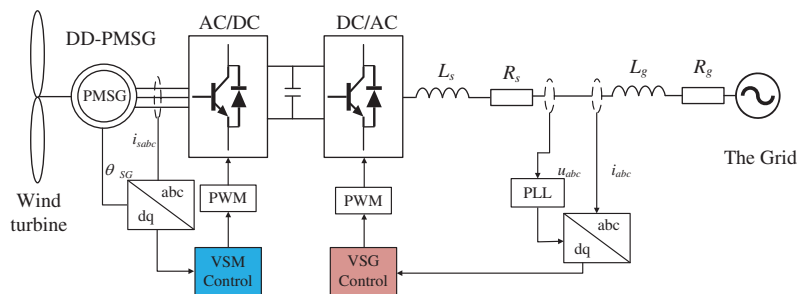 AC/DC
DC/AC
DD-PMSG
PMSG
L_s
R_s
L_g
R_g
i_sabc
θ_SG
The Grid
Wind
turbine
abc
dq
PWM
PWM
PLL
u_abc
i_abc
abc
dq
VSM
Control
VSG
Control